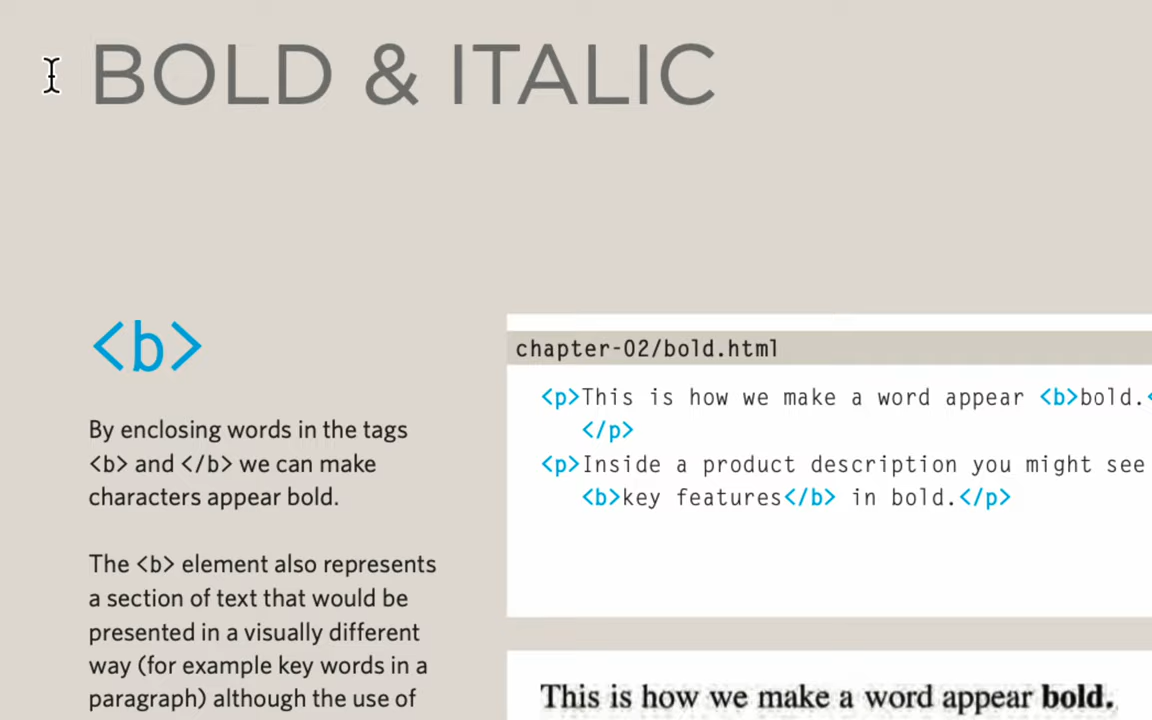 BOLD & ITALIC
<b>
By enclosing words in the tags
<b> and </b> we can make
characters appear bold.
The <b> element also represents
a section of text that would be
presented in a visually different
way (for example key words in a
paragraph) although the use of
chapter-02/bold.html
<p>This is how we make a word appear <b>bold.<
</p>
<p>Inside a product description you might see
<b>key features</b> in bold.</p>
This is how we make a word appear bold.